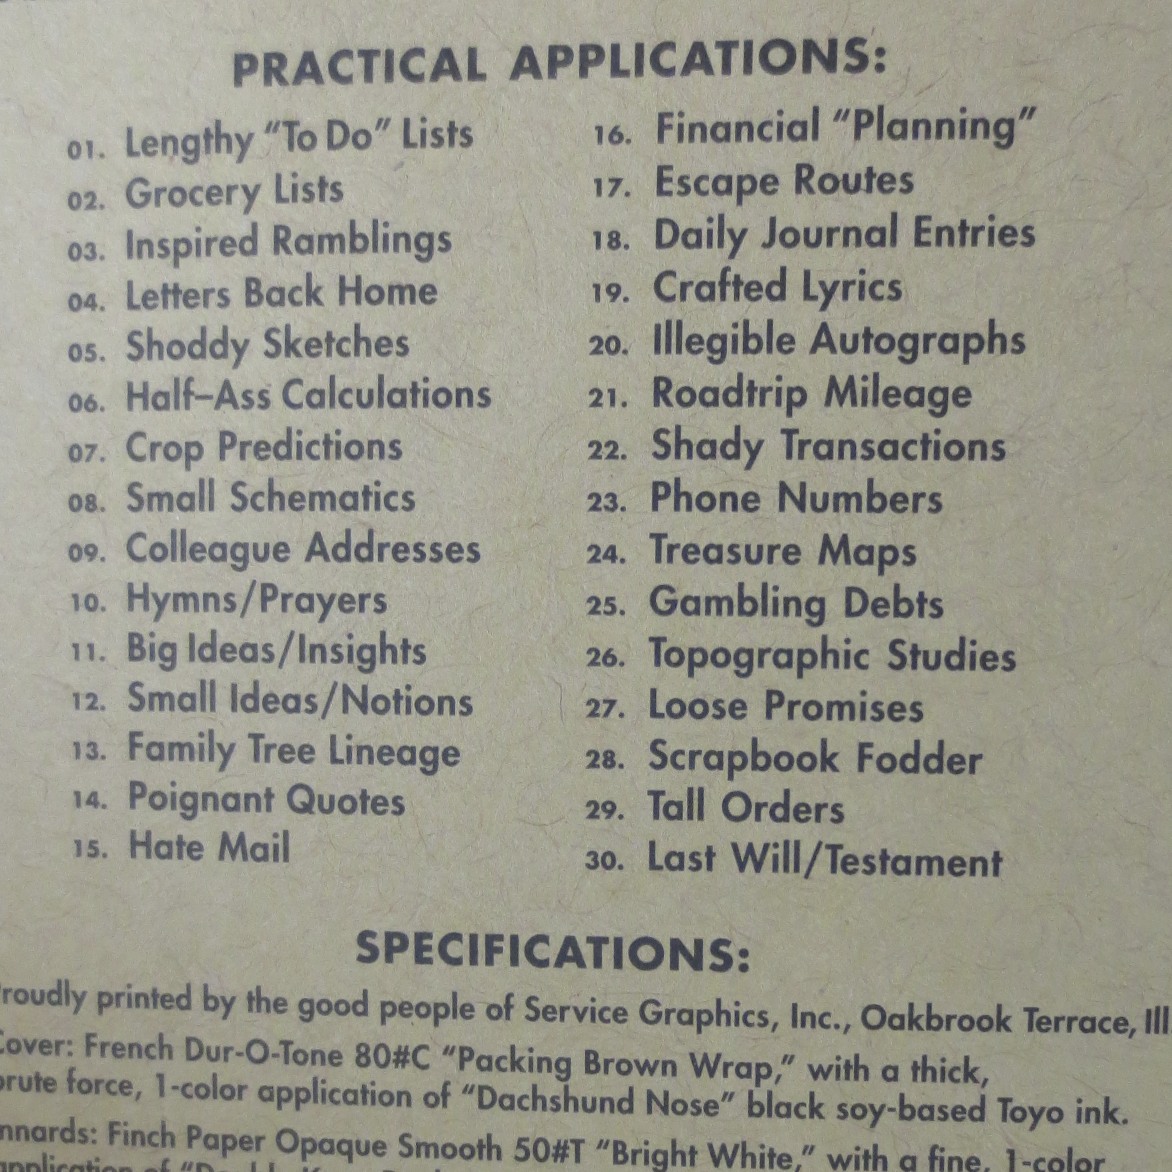 PRACTICAL APPLICATIONS:
01. Lengthy “To Do” Lists
02. Grocery Lists
03. Inspired Ramblings
04. Letters Back Home
05. Shoddy Sketches
06. Half–Ass Calculations
07. Crop Predictions
08. Small Schematics
09. Colleague Addresses
10. Hymns/Prayers
11. Big Ideas/Insights
12. Small Ideas/Notions
13. Family Tree Lineage
14. Poignant Quotes
15. Hate Mail
16. Financial “Planning”
17. Escape Routes
18. Daily Journal Entries
19. Crafted Lyrics
20. Illegible Autographs
21. Roadtrip Mileage
22. Shady Transactions
23. Phone Numbers
24. Treasure Maps
25. Gambling Debts
26. Topographic Studies
27. Loose Promises
28. Scrapbook Fodder
29. Tall Orders
30. Last Will/Testament
SPECIFICATIONS:
roudly printed by the good people of Service Graphics, Inc., Oakbrook Terrace, Ill
Cover: French Dur-O-Tone 80#C “Packing Brown Wrap,” with a thick,
brute force, 1-color application of “Dachshund Nose” black soy-based Toyo ink.
nnards: Finch Paper Opaque Smooth 50#T “Bright White,” with a fine, 1-color
application of